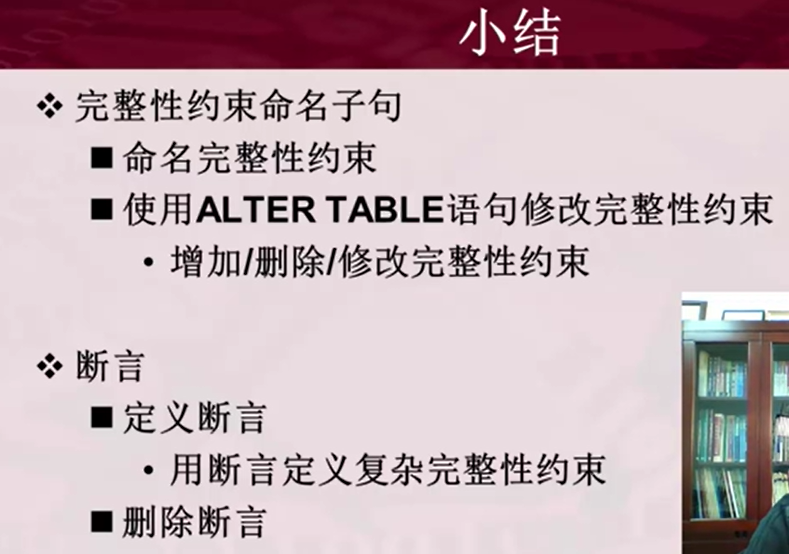 小结
❖ 完整性约束命名子句
■ 命名完整性约束
■ 使用ALTER TABLE语句修改完整性约束
• 增加/删除/修改完整性约束
❖ 断言
■ 定义断言
• 用断言定义复杂完整性约束
■ 删除断言